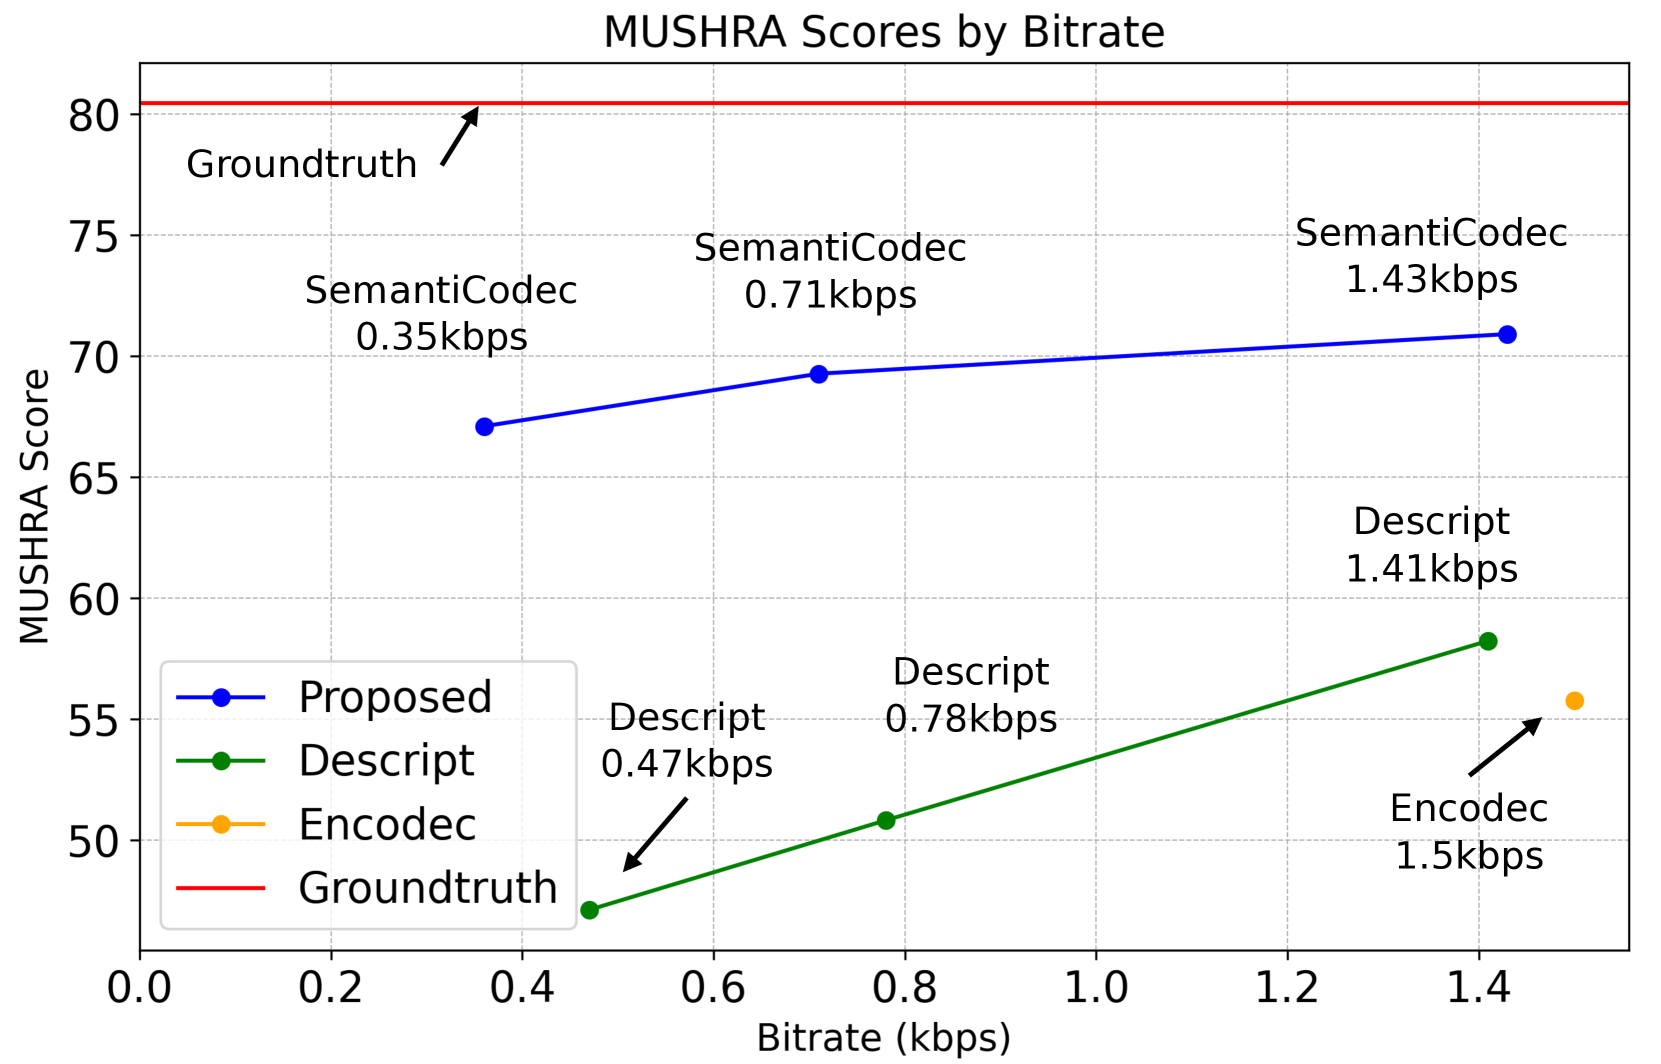 MUSHRA Scores by Bitrate
MUSHRA Score
80
75
70
65
60
55
50
Groundtruth
SemantiCodec
0.35kbps
SemantiCodec
0.71kbps
SemantiCodec
1.43kbps
Descript
1.41kbps
Descript
0.78kbps
Descript
0.47kbps
Encodec
1.5kbps
Proposed
Descript
Encodec
Groundtruth
0.0 0.2 0.4 0.6 0.8 1.0 1.2 1.4
Bitrate (kbps)